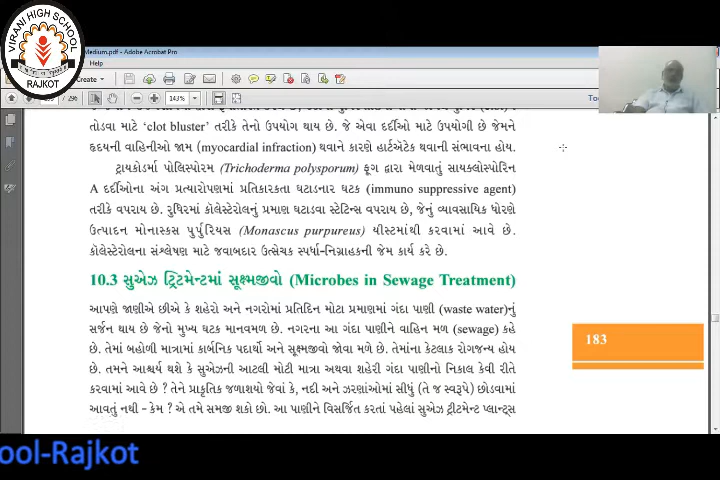 VIRANI HIGH SCHOOL
RAJKOT
Medium.pdf - Adobe Acrobat Pro
Help
Create
296
143%
તોડવા માટે ‘clot bluster’ તરીકે તેનો ઉપયોગ થાય છે. જે એવા દર્દીઓ માટે ઉપયોગી છે જેમને
હૃદયની વાહિનીઓ જામ (myocardial infraction) થવાને કારણે હાર્ટઍટેક થવાની સંભાવના હોય.
ટ્રાયકોડર્મા પોલિસ્પોરમ (Trichoderma polysporum) ફૂગ દ્વારા મેળવાતું સાયક્લોસ્પોરિન
A દર્દીઓના અંગ પ્રત્યારોપણમાં પ્રતિકારકતા ઘટાડનાર ઘટક (immuno suppressive agent)
તરીકે વપરાય છે. રુધિરમાં કૉલેસ્ટેરોલનું પ્રમાણ ઘટાડવા સ્ટેટિન્સ વપરાય છે, જેનું વ્યાવસાયિક ધોરણે
ઉત્પાદન મોનાસ્કસ પુર્પુરિયસ (Monascus purpureus) યીસ્ટમાંથી કરવામાં આવે છે.
કૉલેસ્ટેરોલના સંશ્લેષણ માટે જવાબદાર ઉત્સેચક સ્પર્ધા-નિગ્રાહકની જેમ કાર્ય કરે છે.
10.3 સુએઝ ટ્રિટમેન્ટમાં સૂક્ષ્મજીવો (Microbes in Sewage Treatment)
આપણે જાણીએ છીએ કે શહેરો અને નગરોમાં પ્રતિદિન મોટા પ્રમાણમાં ગંદા પાણી (waste water)નું
સર્જન થાય છે જેનો મુખ્ય ઘટક માનવમળ છે. નગરના આ ગંદા પાણીને વાહિન મળ (sewage) કહે
છે. તેમાં બહોળી માત્રામાં કાર્બનિક પદાર્થો અને સૂક્ષ્મજીવો જોવા મળે છે. તેમાંના કેટલાક રોગજન્ય હોય
છે. તમને આશ્ચર્ય થશે કે સુએઝની આટલી મોટી માત્રા અથવા શહેરી ગંદા પાણીનો નિકાલ કેવી રીતે
કરવામાં આવે છે ? તેને પ્રાકૃતિક જળાશયો જેવાં કે, નદી અને ઝરણાંઓમાં સીધું (તે જ સ્વરૂપે) છોડવામાં
આવતું નથી - કેમ ? એ તમે સમજી શકો છો. આ પાણીને વિસર્જિત કરતાં પહેલાં સુએઝ ટ્રીટમેન્ટ પ્લાન્ટ્સ
183
ool-Rajkot